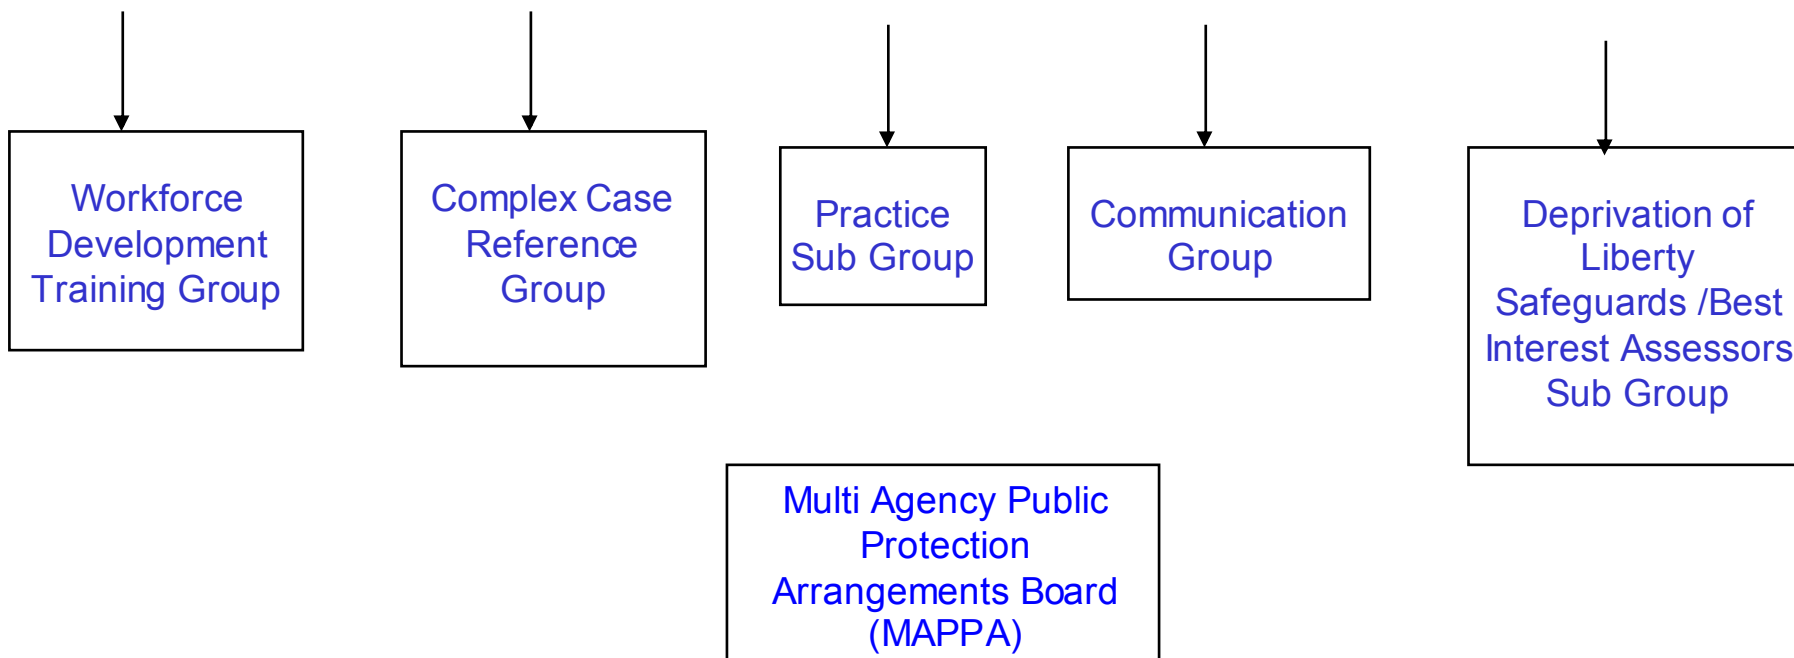 Workforce
Development
Training Group
Complex Case
Reference
Group
Practice
Sub Group
Communication
Group
Deprivation of
Liberty
Safeguards /Best
Interest Assessors
Sub Group
Multi Agency Public
Protection
Arrangements Board
(MAPPA)